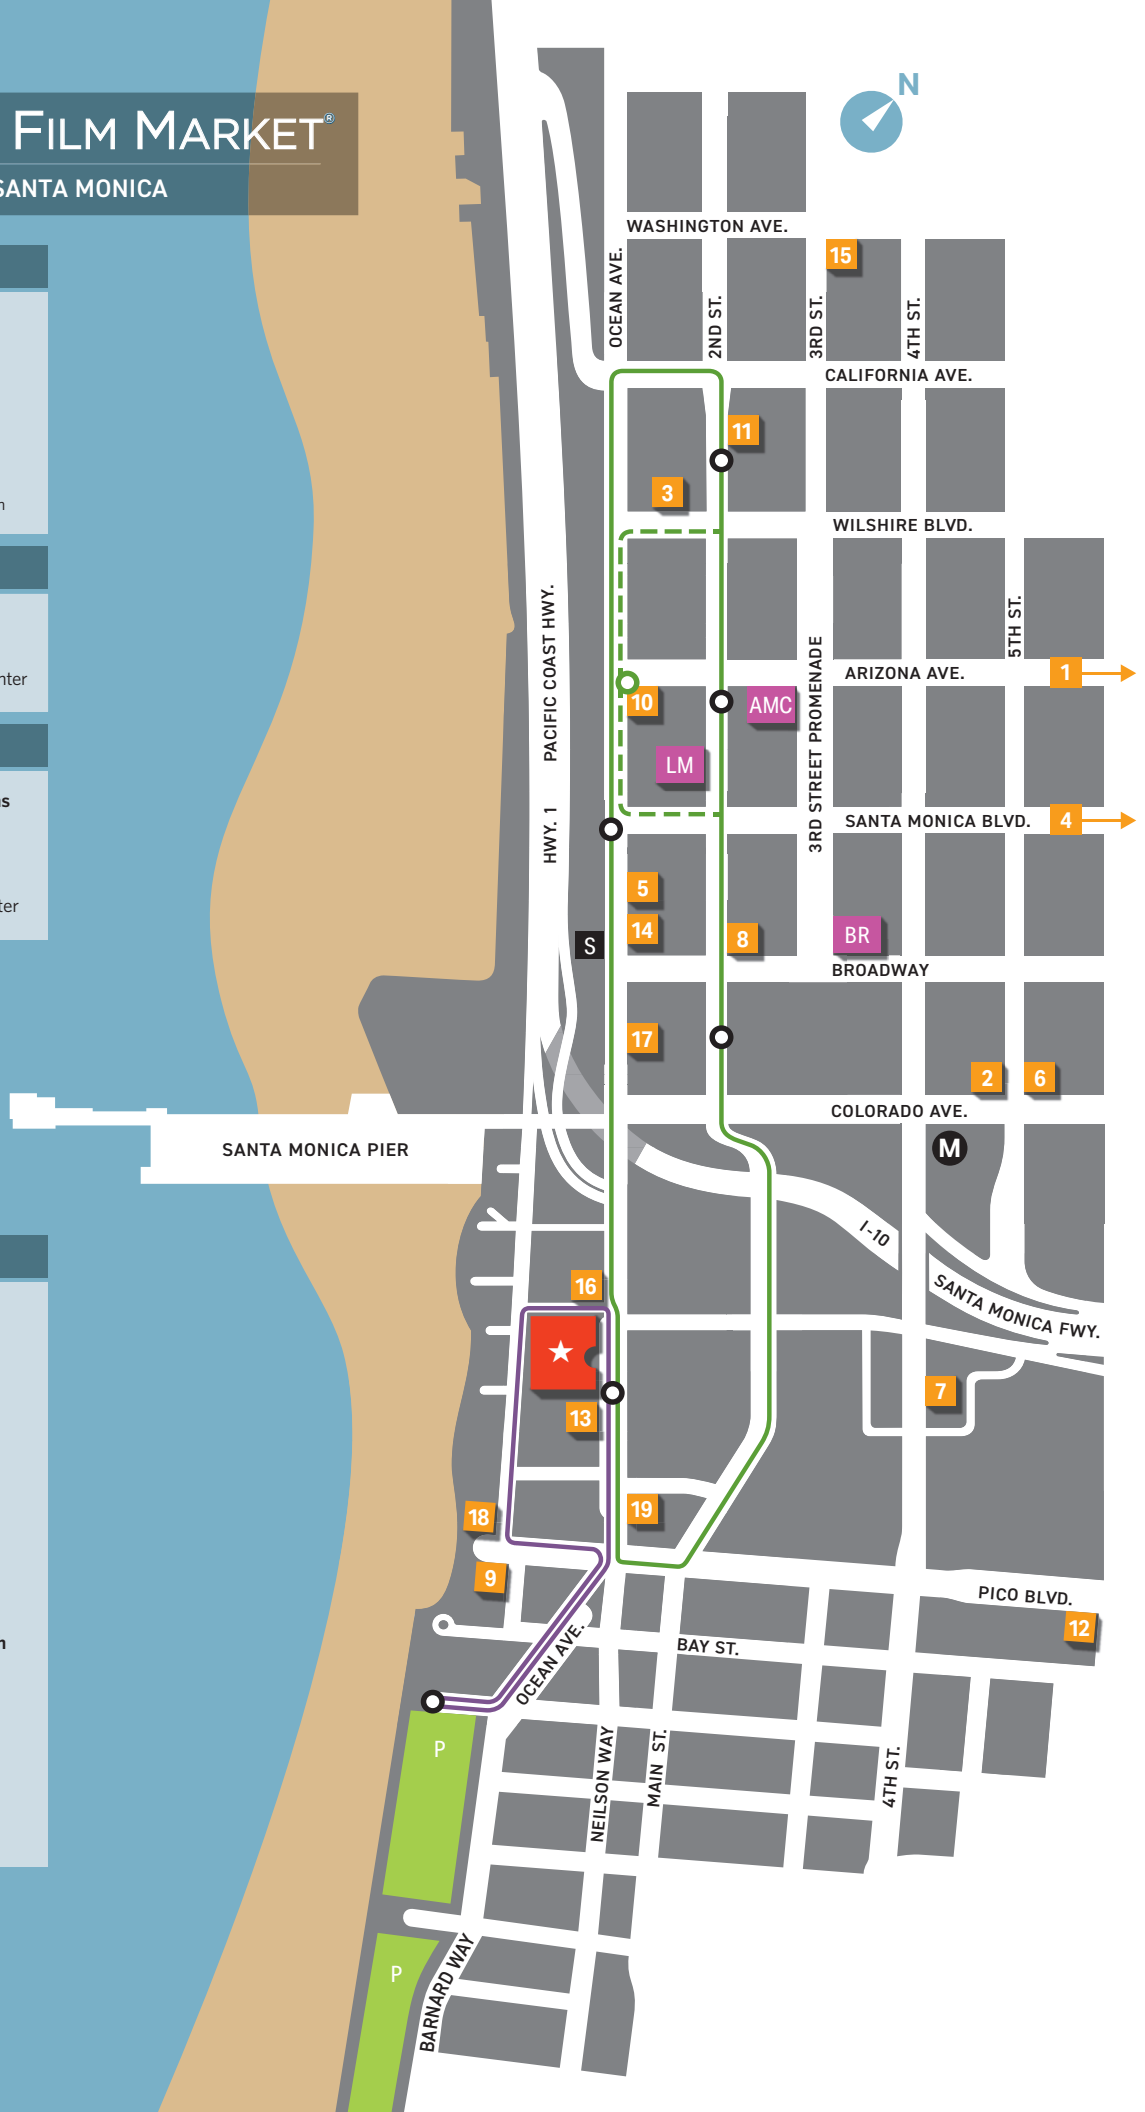 N
FILM MARKET®
SANTA MONICA
WASHINGTON AVE.
15
OCEAN AVE.
2ND ST.
3RD ST.
4TH ST.
CALIFORNIA AVE.
11
3
WILSHIRE BLVD.
PACIFIC COAST HWY.
HWY. 1
5TH ST.
3RD STREET PROMENADE
ARIZONA AVE.
1
10
AMC
LM
SANTA MONICA BLVD.
4
5
14
8
BR
S
BROADWAY
17
2
6
COLORADO AVE.
SANTA MONICA PIER
M
I-10
SANTA MONICA FWY.
16
13
7
18
19
9
PICO BLVD.
12
BAY ST.
OCEAN AVE.
P
NEILSON WAY
MAIN ST.
4TH ST.
P
BARNARD WAY